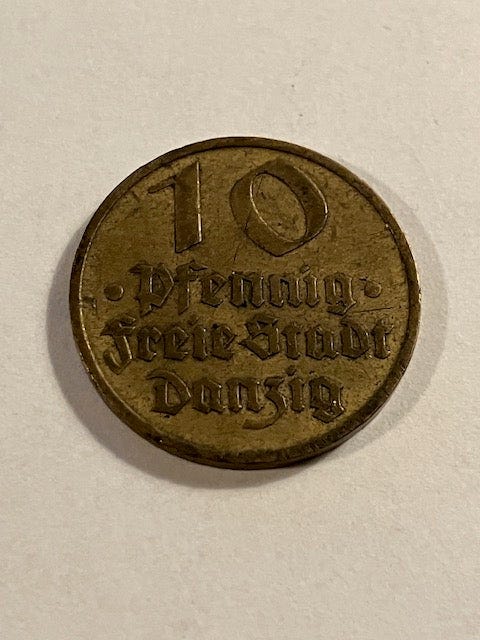 10
· Pfennig ·
Freie Stadt
Danzig